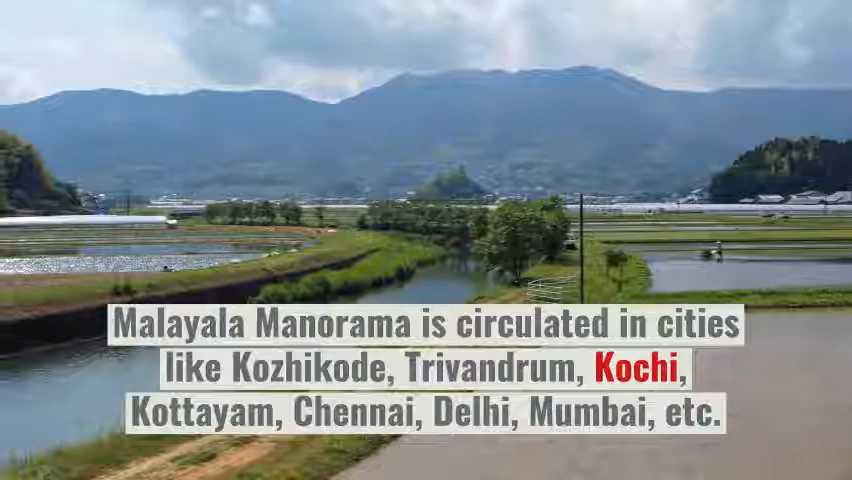 Malayala Manorama is circulated in cities
like Kozhikode, Trivandrum, Kochi,
Kottayam, Chennai, Delhi, Mumbai, etc.